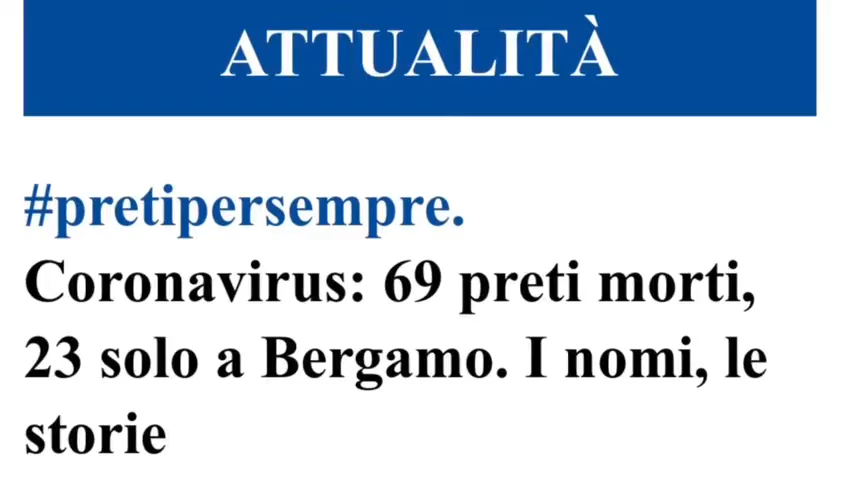 ATTUALITÀ
#pretipersempre.
Coronavirus: 69 preti morti,
23 solo a Bergamo. I nomi, le
storie